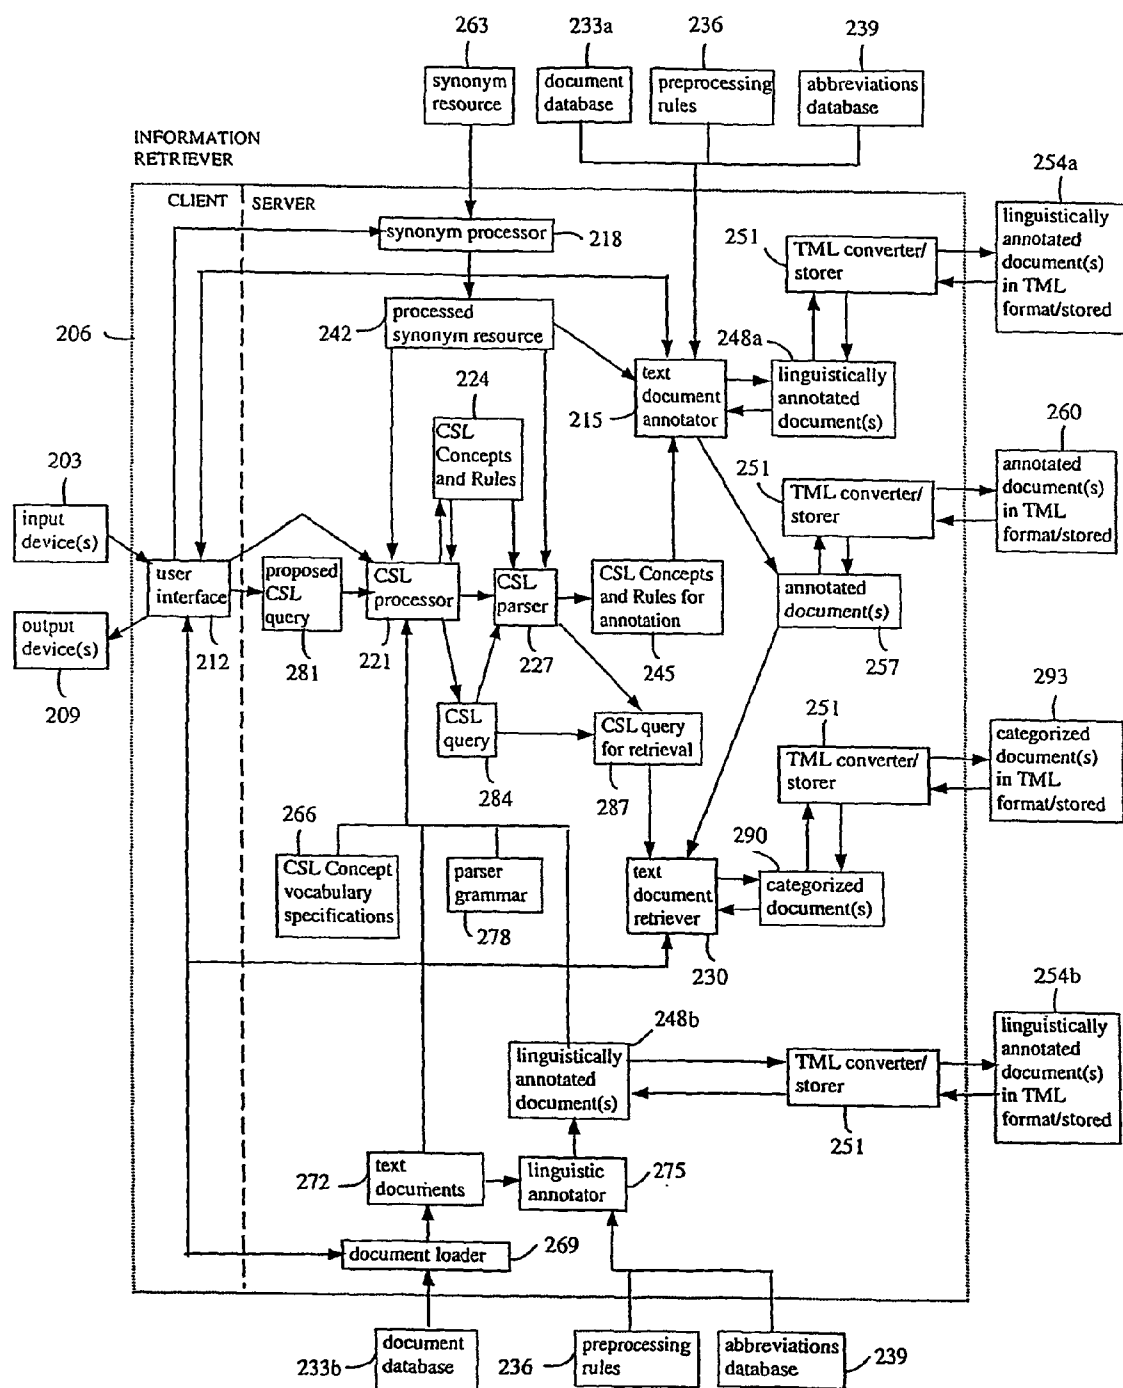 263
233a
236
239
synonym
resource
document
database
preprocessing
rules
abbreviations
database
INFORMATION
RETRIEVER
CLIENT
SERVER
254a
linguistically
annotated
document(s)
in TML
format/stored
synonym processor
218
251
TML converter/
storer
206
242
processed
synonym resource
248a
linguistically
annotated
document(s)
text
document
annotator
215
224
CSL
Concepts
and Rules
260
annotated
document(s)
in TML
format/stored
251
TML converter/
storer
203
input
device(s)
user
interface
212
proposed
CSL
query
281
CSL
processor
221
CSL
parser
227
CSL Concepts
and Rules for
annotation
245
annotated
document(s)
257
output
device(s)
209
293
categorized
document(s)
in TML
format/stored
251
TML converter/
storer
CSL
query
284
CSL query
for retrieval
287
266
CSL Concept
vocabulary
specifications
parser
grammar
278
text
document
retriever
230
290
categorized
document(s)
254b
linguistically
annotated
document(s)
in TML
format/stored
248b
linguistically
annotated
document(s)
TML converter/
storer
251
272
text
documents
linguistic
annotator
275
document loader
269
233b
document
database
236
preprocessing
rules
abbreviations
database
239